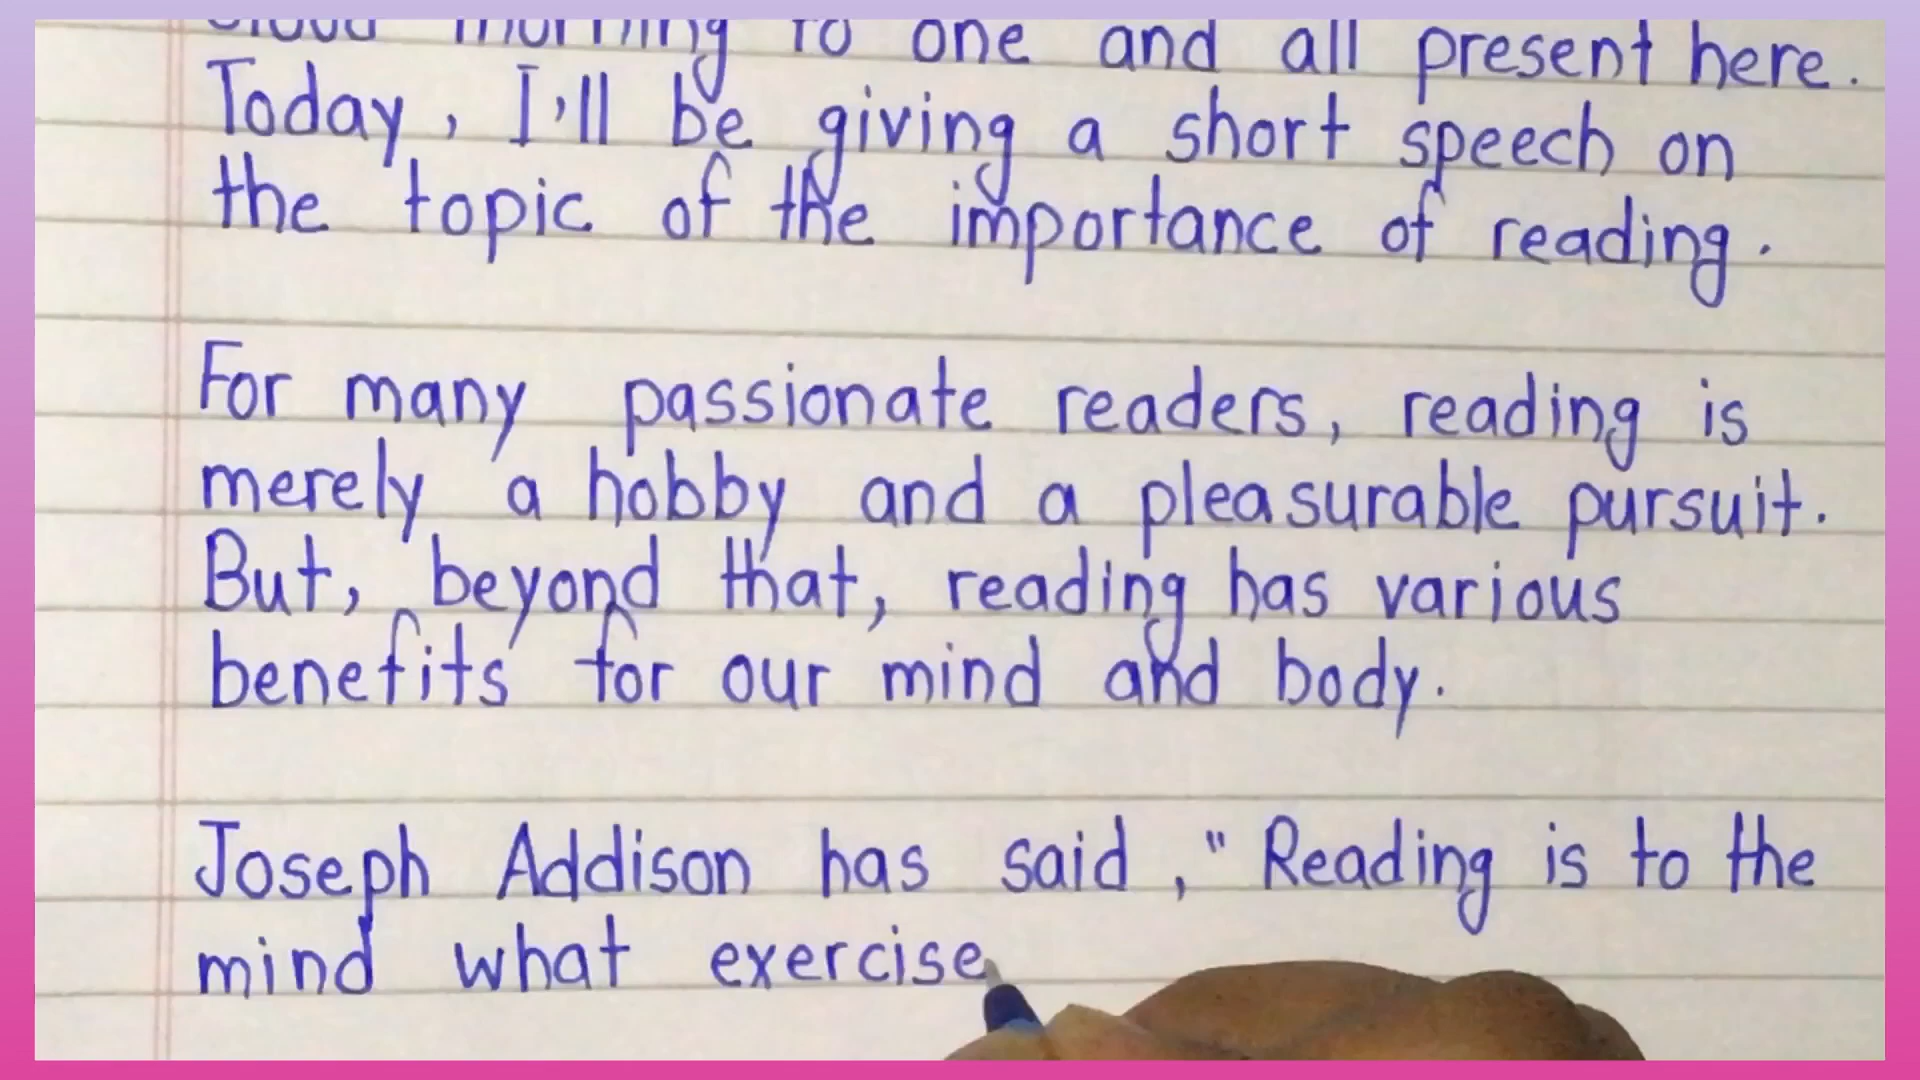 Good morning to one and all present here.
Today, I'll be giving a short speech on
the topic of the importance of reading.
For many passionate readers, reading is
merely a hobby and a pleasurable pursuit.
But, beyond that, reading has various
benefits for our mind and body.
Joseph Addison has said, "Reading is to the
mind what exercise